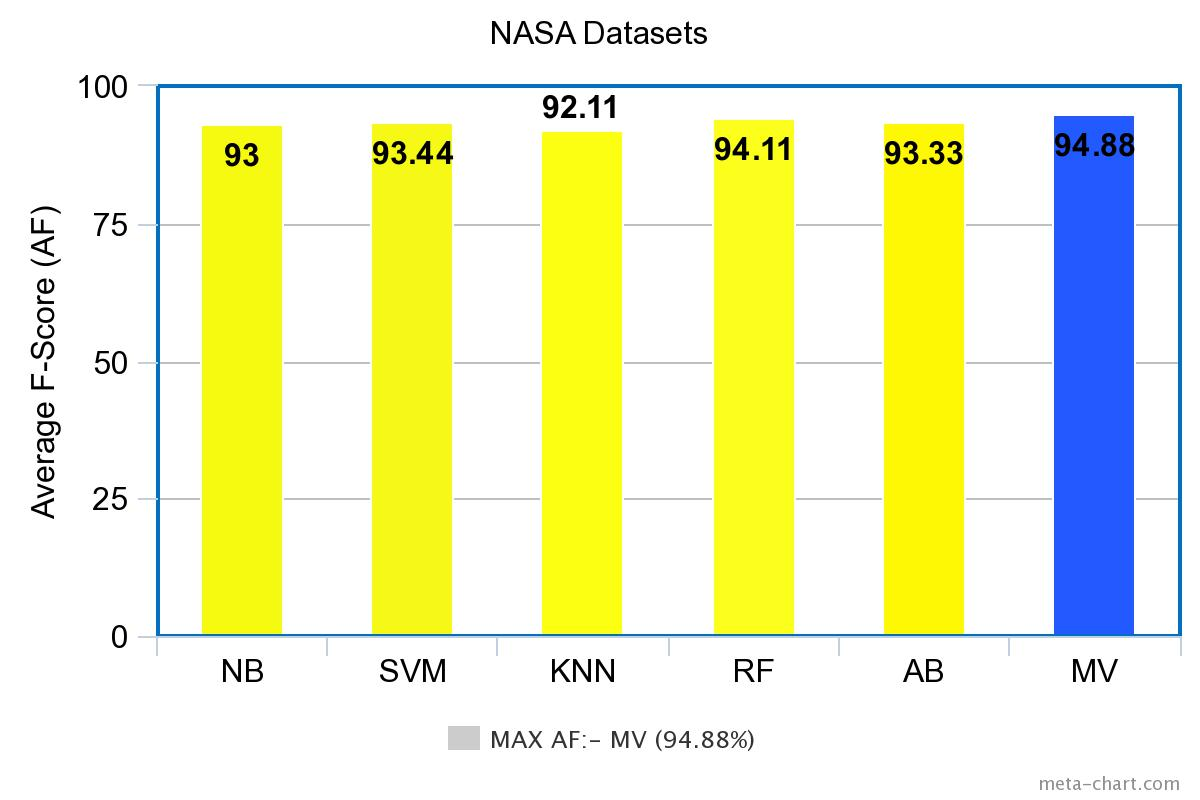 NASA Datasets
Average F-Score (AF)
100
75
50
25
0
93
93.44
92.11
94.11
93.33
94.88
NB SVM KNN RF AB MV
MAX AF:– MV (94.88%)
meta-chart.com